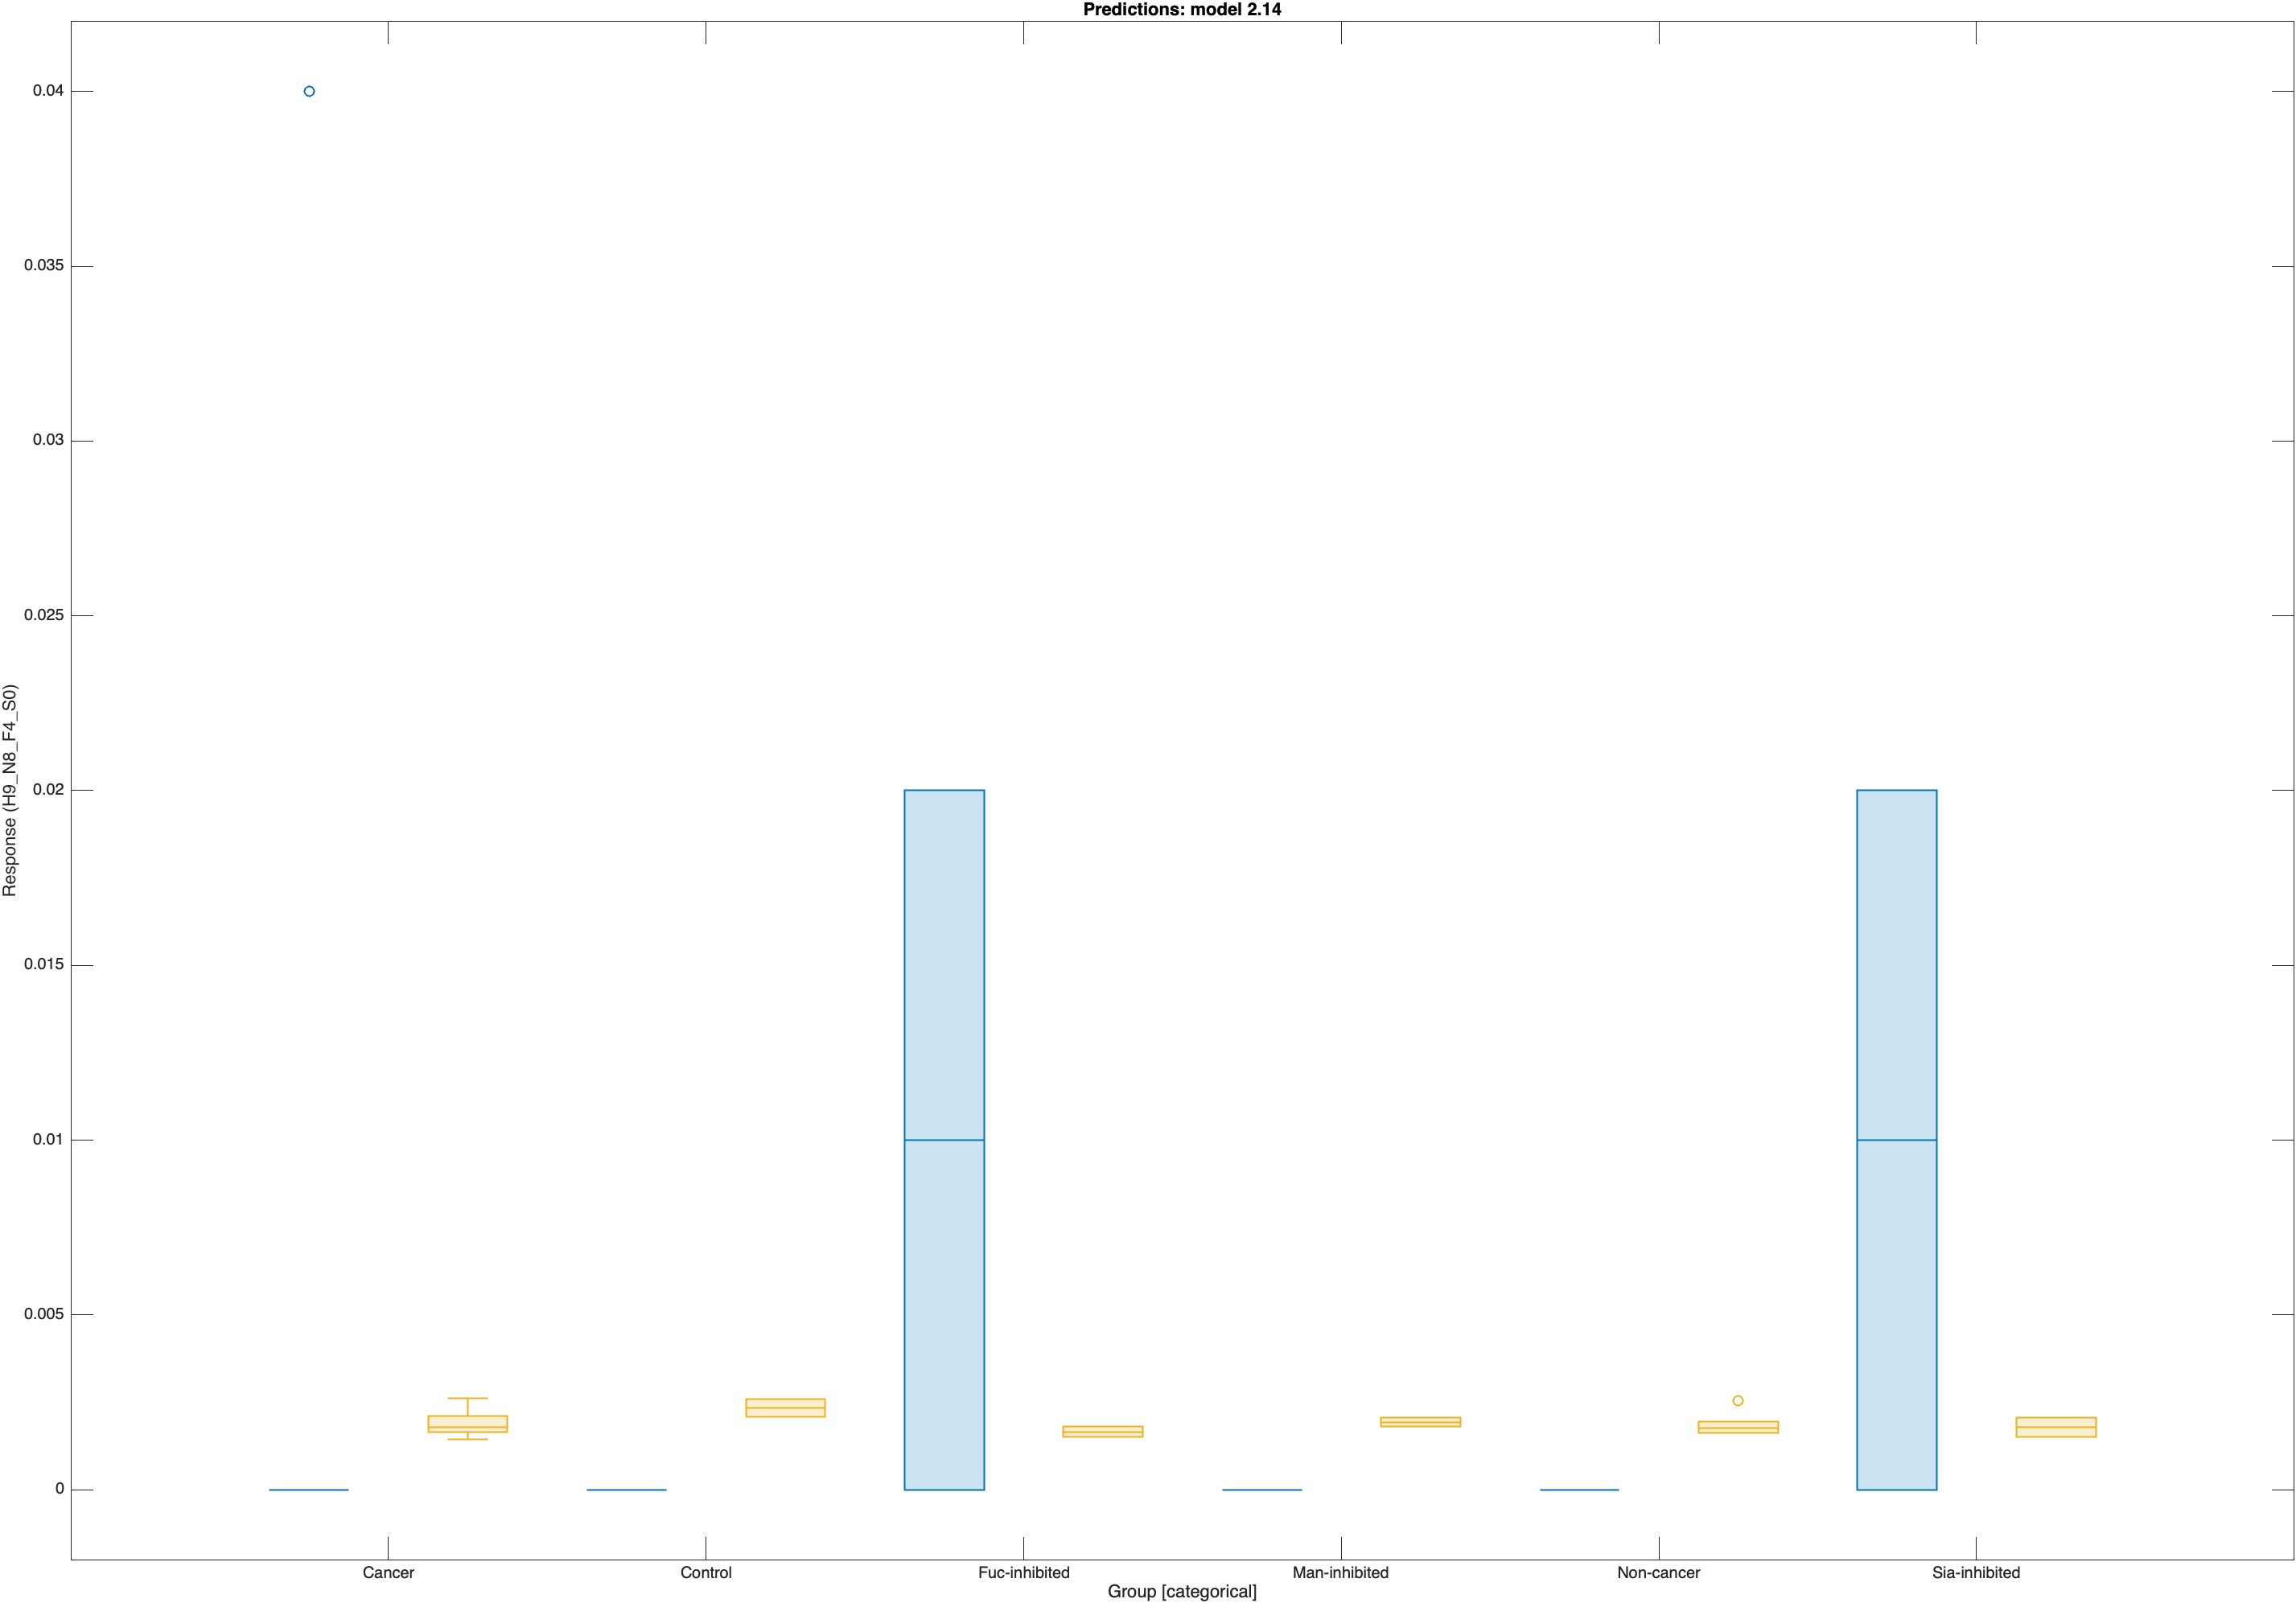 Predictions: model 2.14
0.04
0.035
0.03
0.025
0.02
0.015
0.01
0.005
0
Response (H9_N8_F4_S0)
Cancer
Control
Fuc-inhibited
Man-inhibited
Non-cancer
Sia-inhibited
Group [categorical]